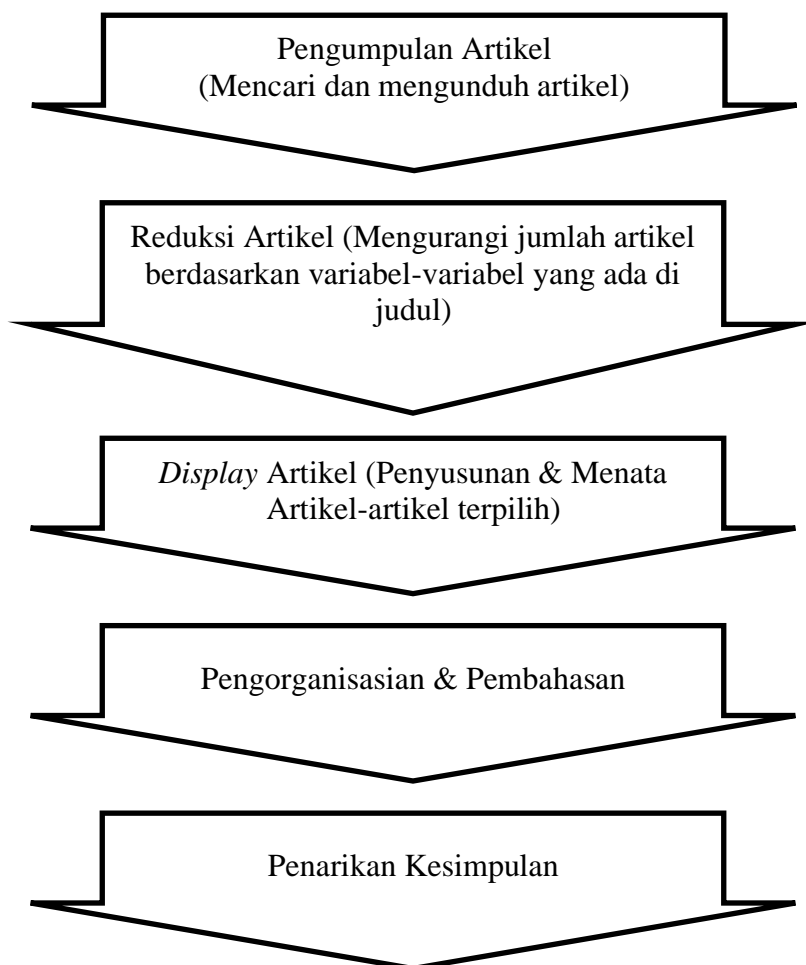 Pengumpulan Artikel
(Mencari dan mengunduh artikel)
Reduksi Artikel (Mengurangi jumlah artikel
berdasarkan variabel-variabel yang ada di
judul)
Display Artikel (Penyusunan & Menata
Artikel-artikel terpilih)
Pengorganisasian & Pembahasan
Penarikan Kesimpulan